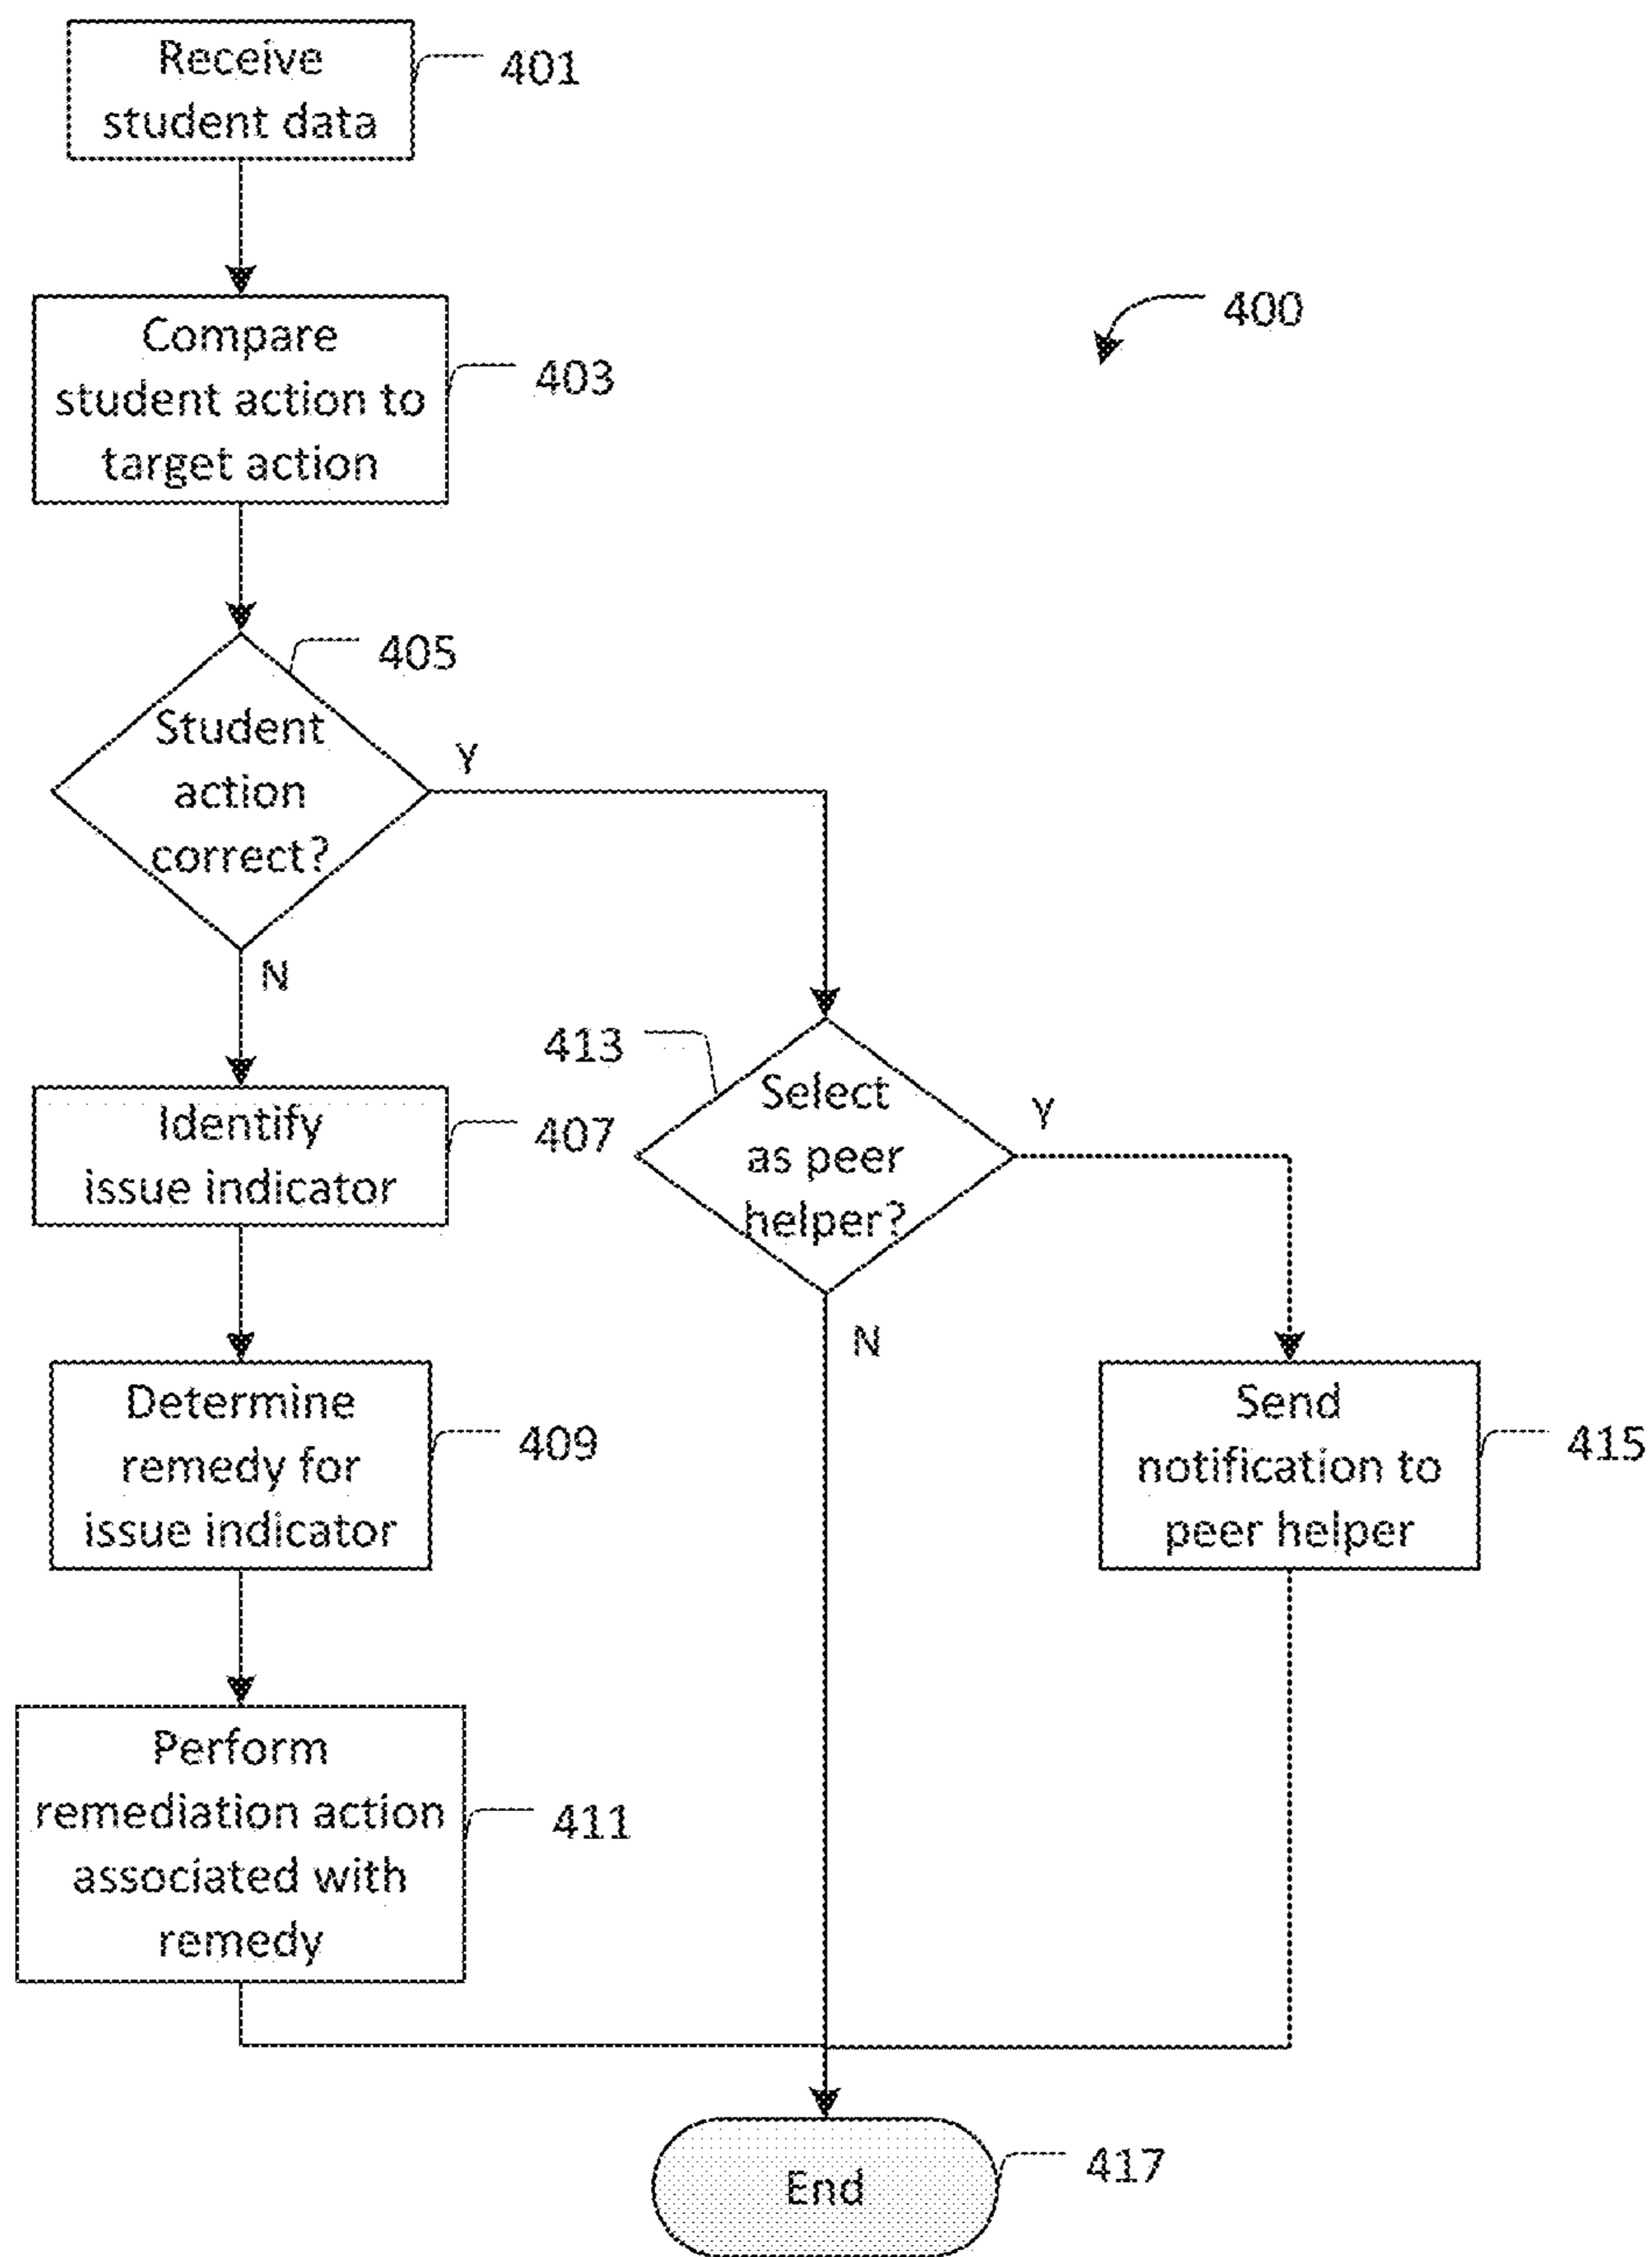 Receive
student data
401
Compare
student action to
target action
403
400
405
Student
action
correct?
Y
N
413
Select
as peer
helper?
Y
N
Identify
issue indicator
407
Determine
remedy for
issue indicator
409
Send
notification to
peer helper
415
Perform
remediation action
associated with
remedy
411
End
417